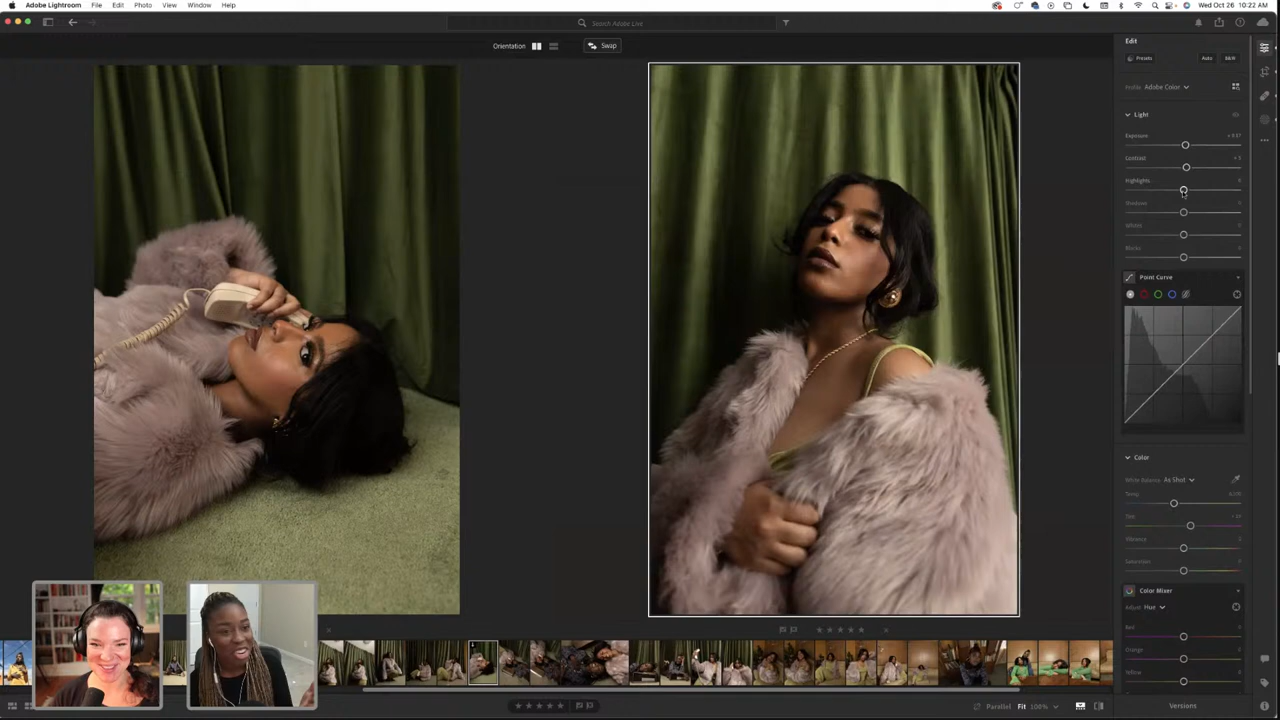 Adobe Lightroom File Edit Photo View Window Help
Wed Oct 26 10:22 AM
Search Adobe Live
Orientation
Swap
Edit
Presets
Auto
B&W
Profile: Adobe Color
Light
Exposure
Contrast
Highlights
Shadows
Whites
Blacks
Point Curve
Color
White Balance As Shot
Temp
Tint
Vibrance
Saturation
Color Mixer
Adjust Hue
Red
Orange
Yellow
Parallel Fit 100%
Versions